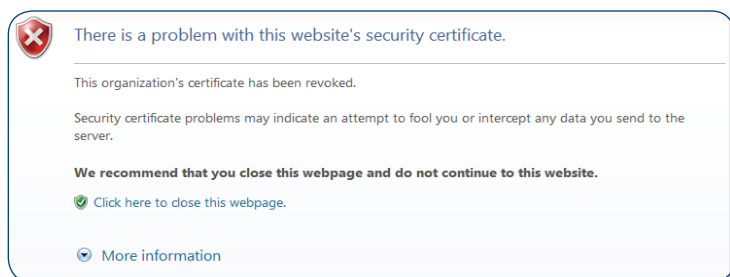 There is a problem with this website's security certificate.
This organization's certificate has been revoked.
Security certificate problems may indicate an attempt to fool you or intercept any data you send to the
server.
We recommend that you close this webpage and do not continue to this website.
Click here to close this webpage.
More information